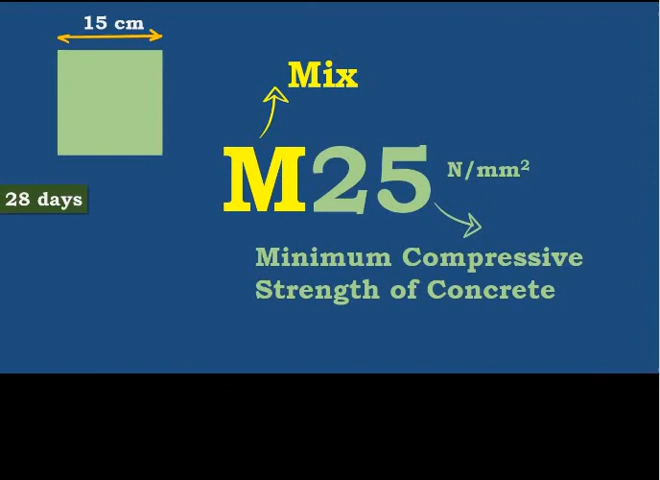 15 cm
Mix
M25 N/mm²
28 days
Minimum Compressive
Strength of Concrete